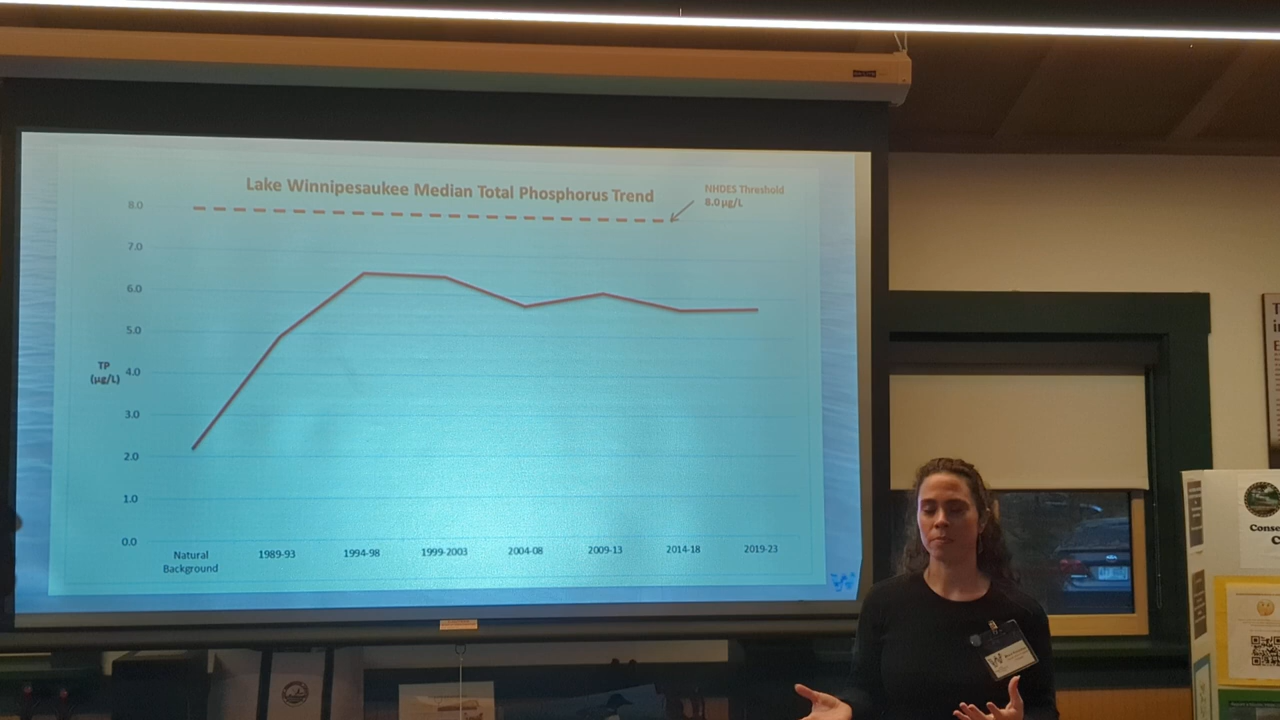 Lake Winnipesaukee Median Total Phosphorus Trend
NHDES Threshold
8.0 µg/L
8.0
7.0
6.0
5.0
TP
(µg/L)
4.0
3.0
2.0
1.0
0.0
Natural
Background
1989-93
1994-98
1999-2003
2004-08
2009-13
2014-18
2019-23
W
Conse
C